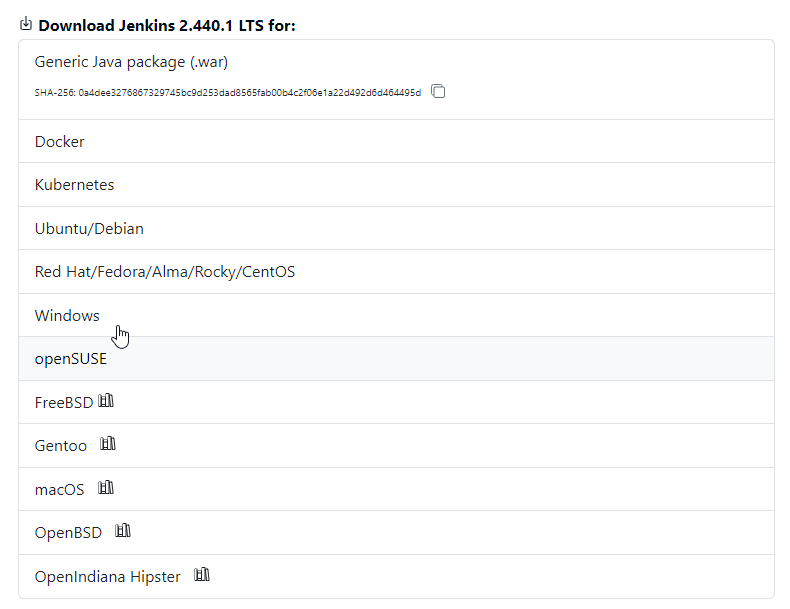 Download Jenkins 2.440.1 LTS for:
Generic Java package (.war)
SHA-256: 0a4dee3276867329745bc9d253dad8565fab00b4c2f06e1a22d492d6d464495d
Docker
Kubernetes
Ubuntu/Debian
Red Hat/Fedora/Alma/Rocky/CentOS
Windows
openSUSE
FreeBSD
Gentoo
macOS
OpenBSD
OpenIndiana Hipster